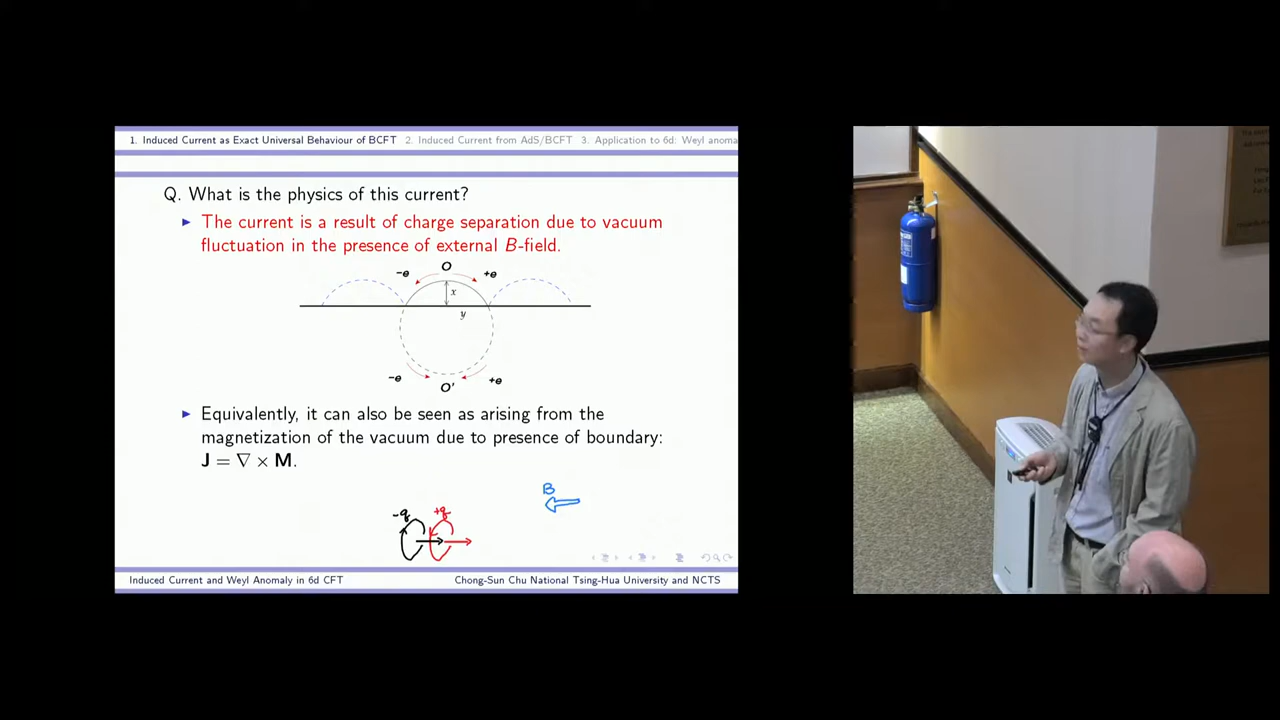 1. Induced Current as Exact Universal Behaviour of BCFT 2. Induced Current from AdS/BCFT 3. Application to 6d: Weyl anoma
Q. What is the physics of this current?
The current is a result of charge separation due to vacuum
fluctuation in the presence of external B-field.
O
-e +e
x
y
-e +e
O'
Equivalently, it can also be seen as arising from the
magnetization of the vacuum due to presence of boundary:
J = ∇ × M.
B
-q +q
Induced Current and Weyl Anomaly in 6d CFT Chong-Sun Chu National Tsing-Hua University and NCTS